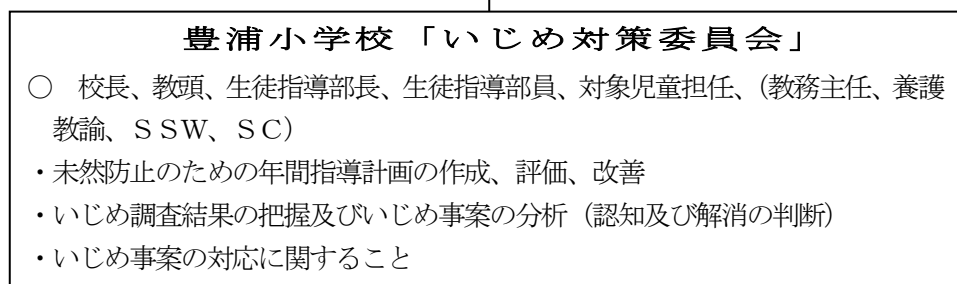 豊浦小学校「いじめ対策委員会」
○　校長、教頭、生徒指導部長、生徒指導部員、対象児童担任、（教務主任、養護
教諭、ＳＳＷ、ＳＣ）
・未然防止のための年間指導計画の作成、評価、改善
・いじめ調査結果の把握及びいじめ事案の分析（認知及び解消の判断）
・いじめ事案の対応に関すること